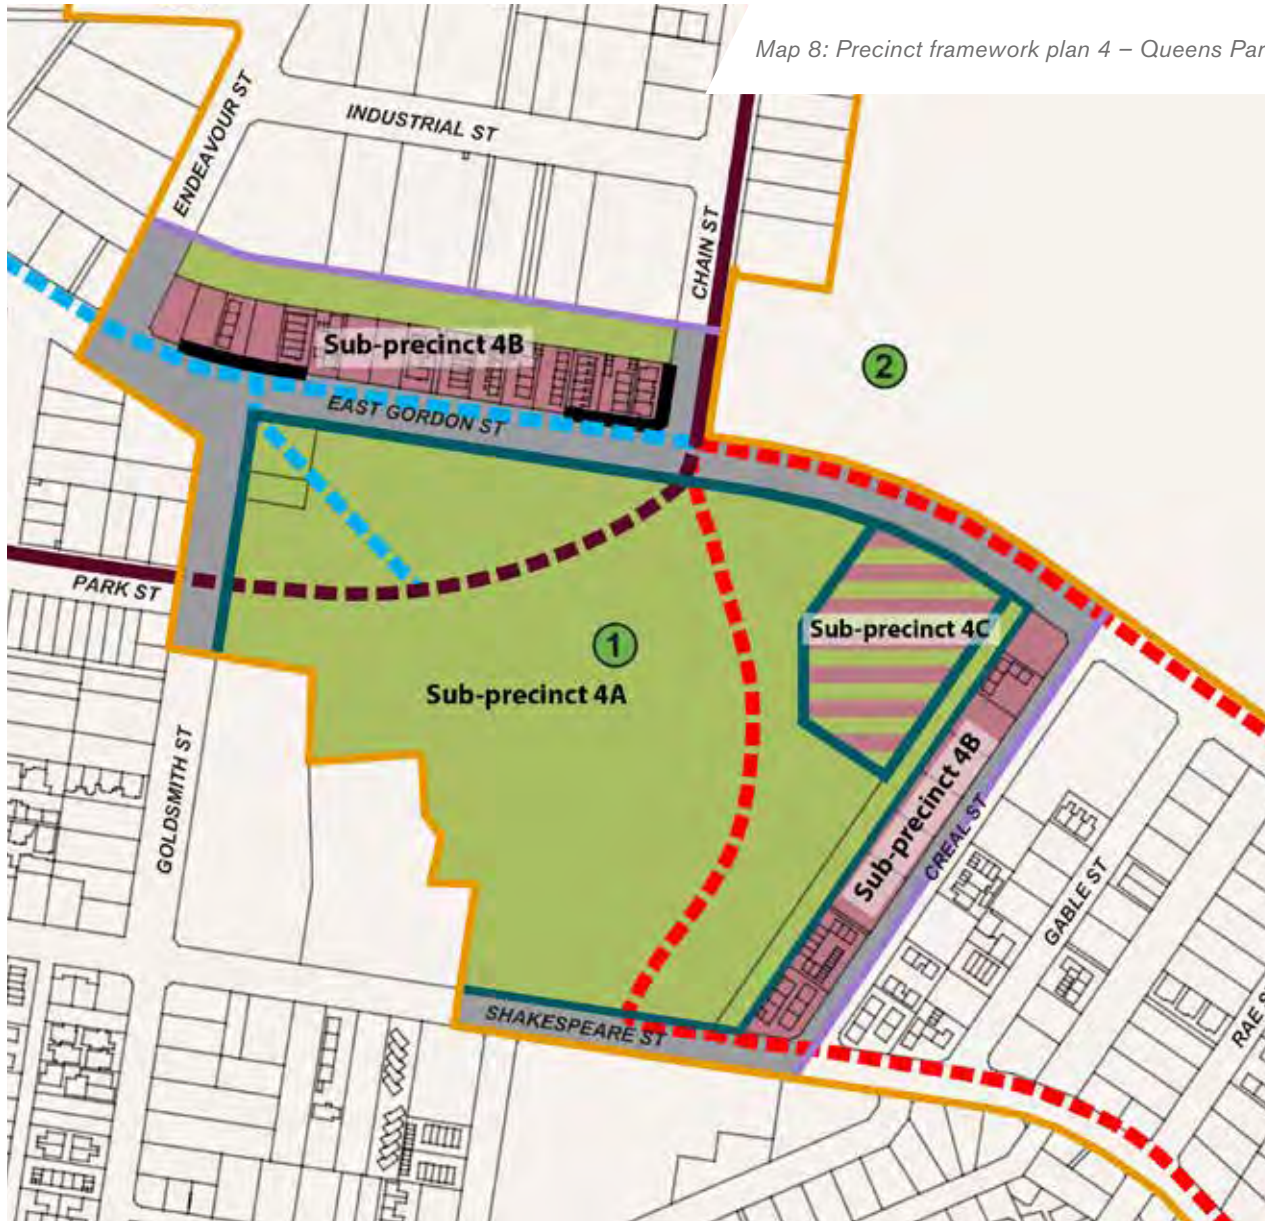 Map 8: Precinct framework plan 4 – Queens Par
ENDEAVOUR ST
INDUSTRIAL ST
CHAIN ST
Sub-precinct 4B
2
EAST GORDON ST
PARK ST
1
Sub-precinct 4C
Sub-precinct 4A
GOLDSMITH ST
Sub-precinct 4B
CREAL ST
GABLE ST
RAE S
SHAKESPEARE ST